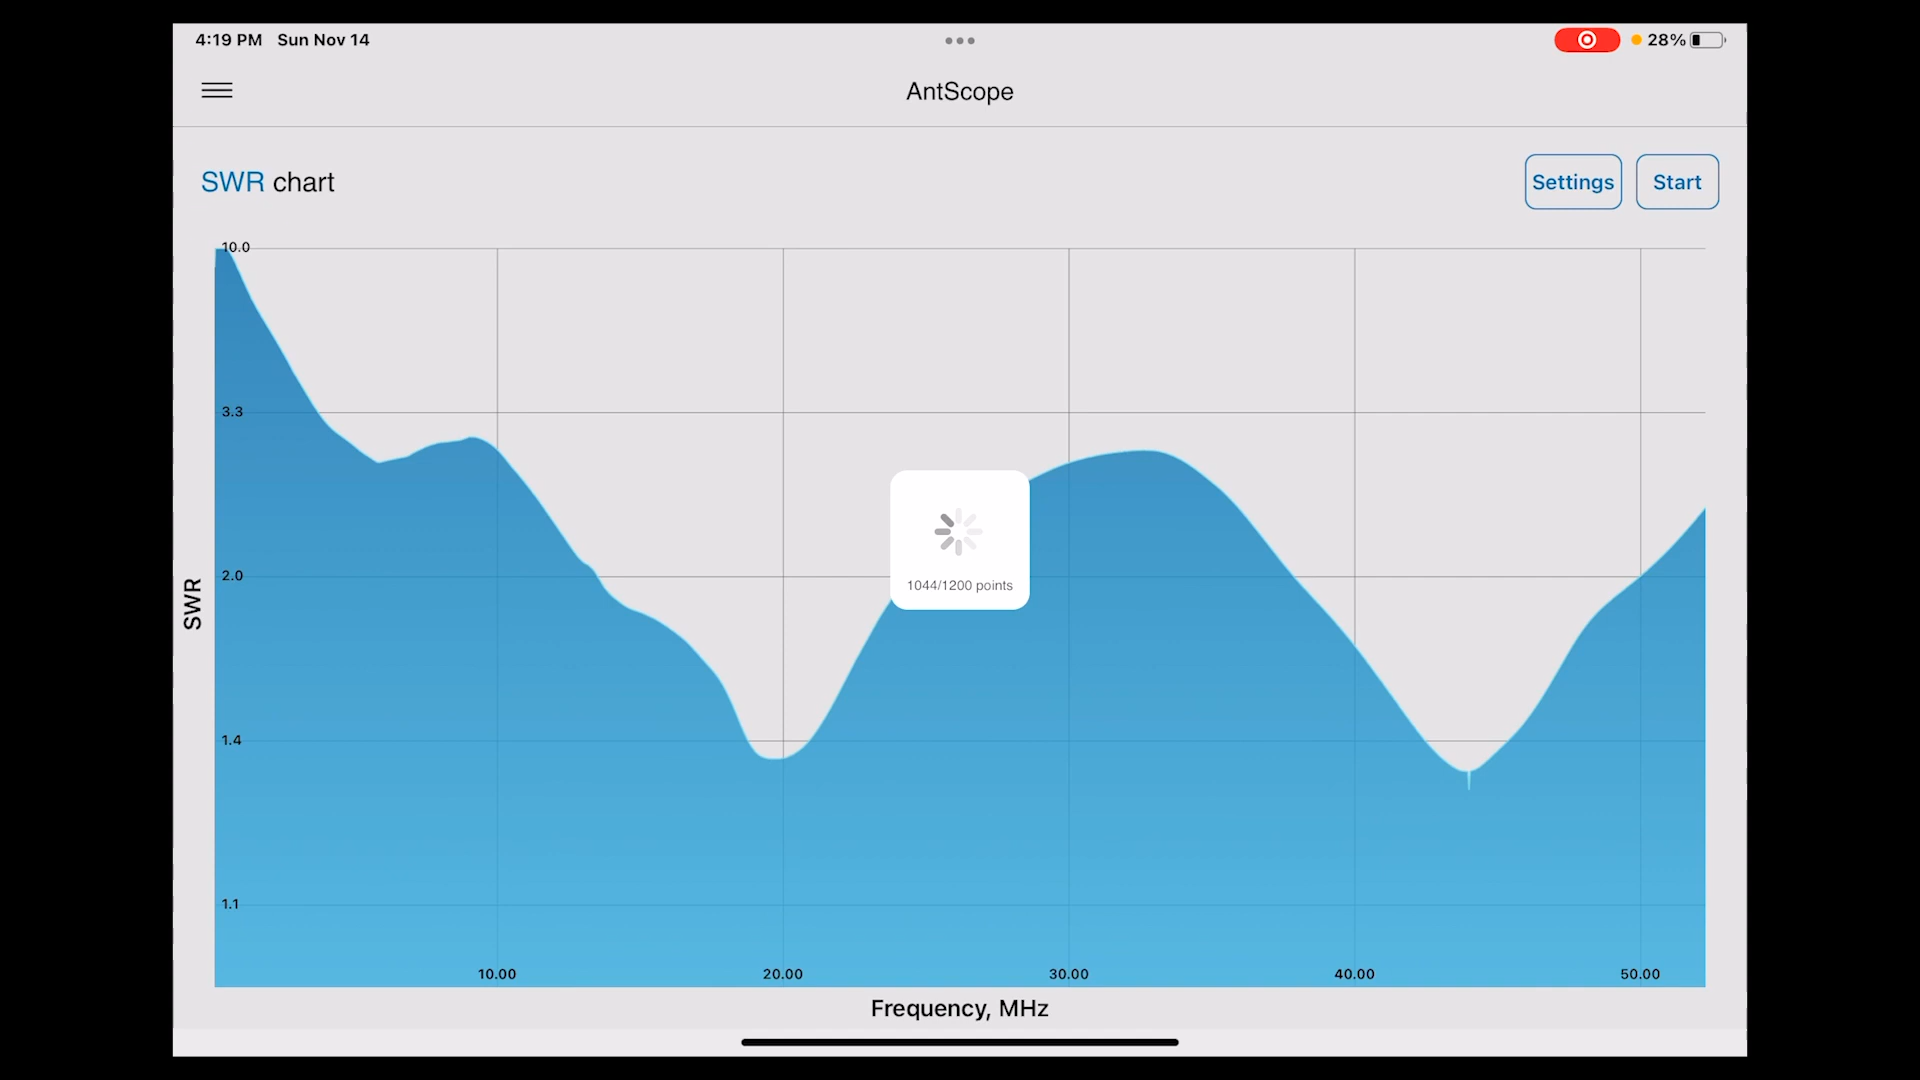 4:19 PM Sun Nov 14
28%
AntScope
SWR chart
Settings
Start
10.0
3.3
2.0
1.4
1.1
SWR
1044/1200 points
10.00 20.00 30.00 40.00 50.00
Frequency, MHz